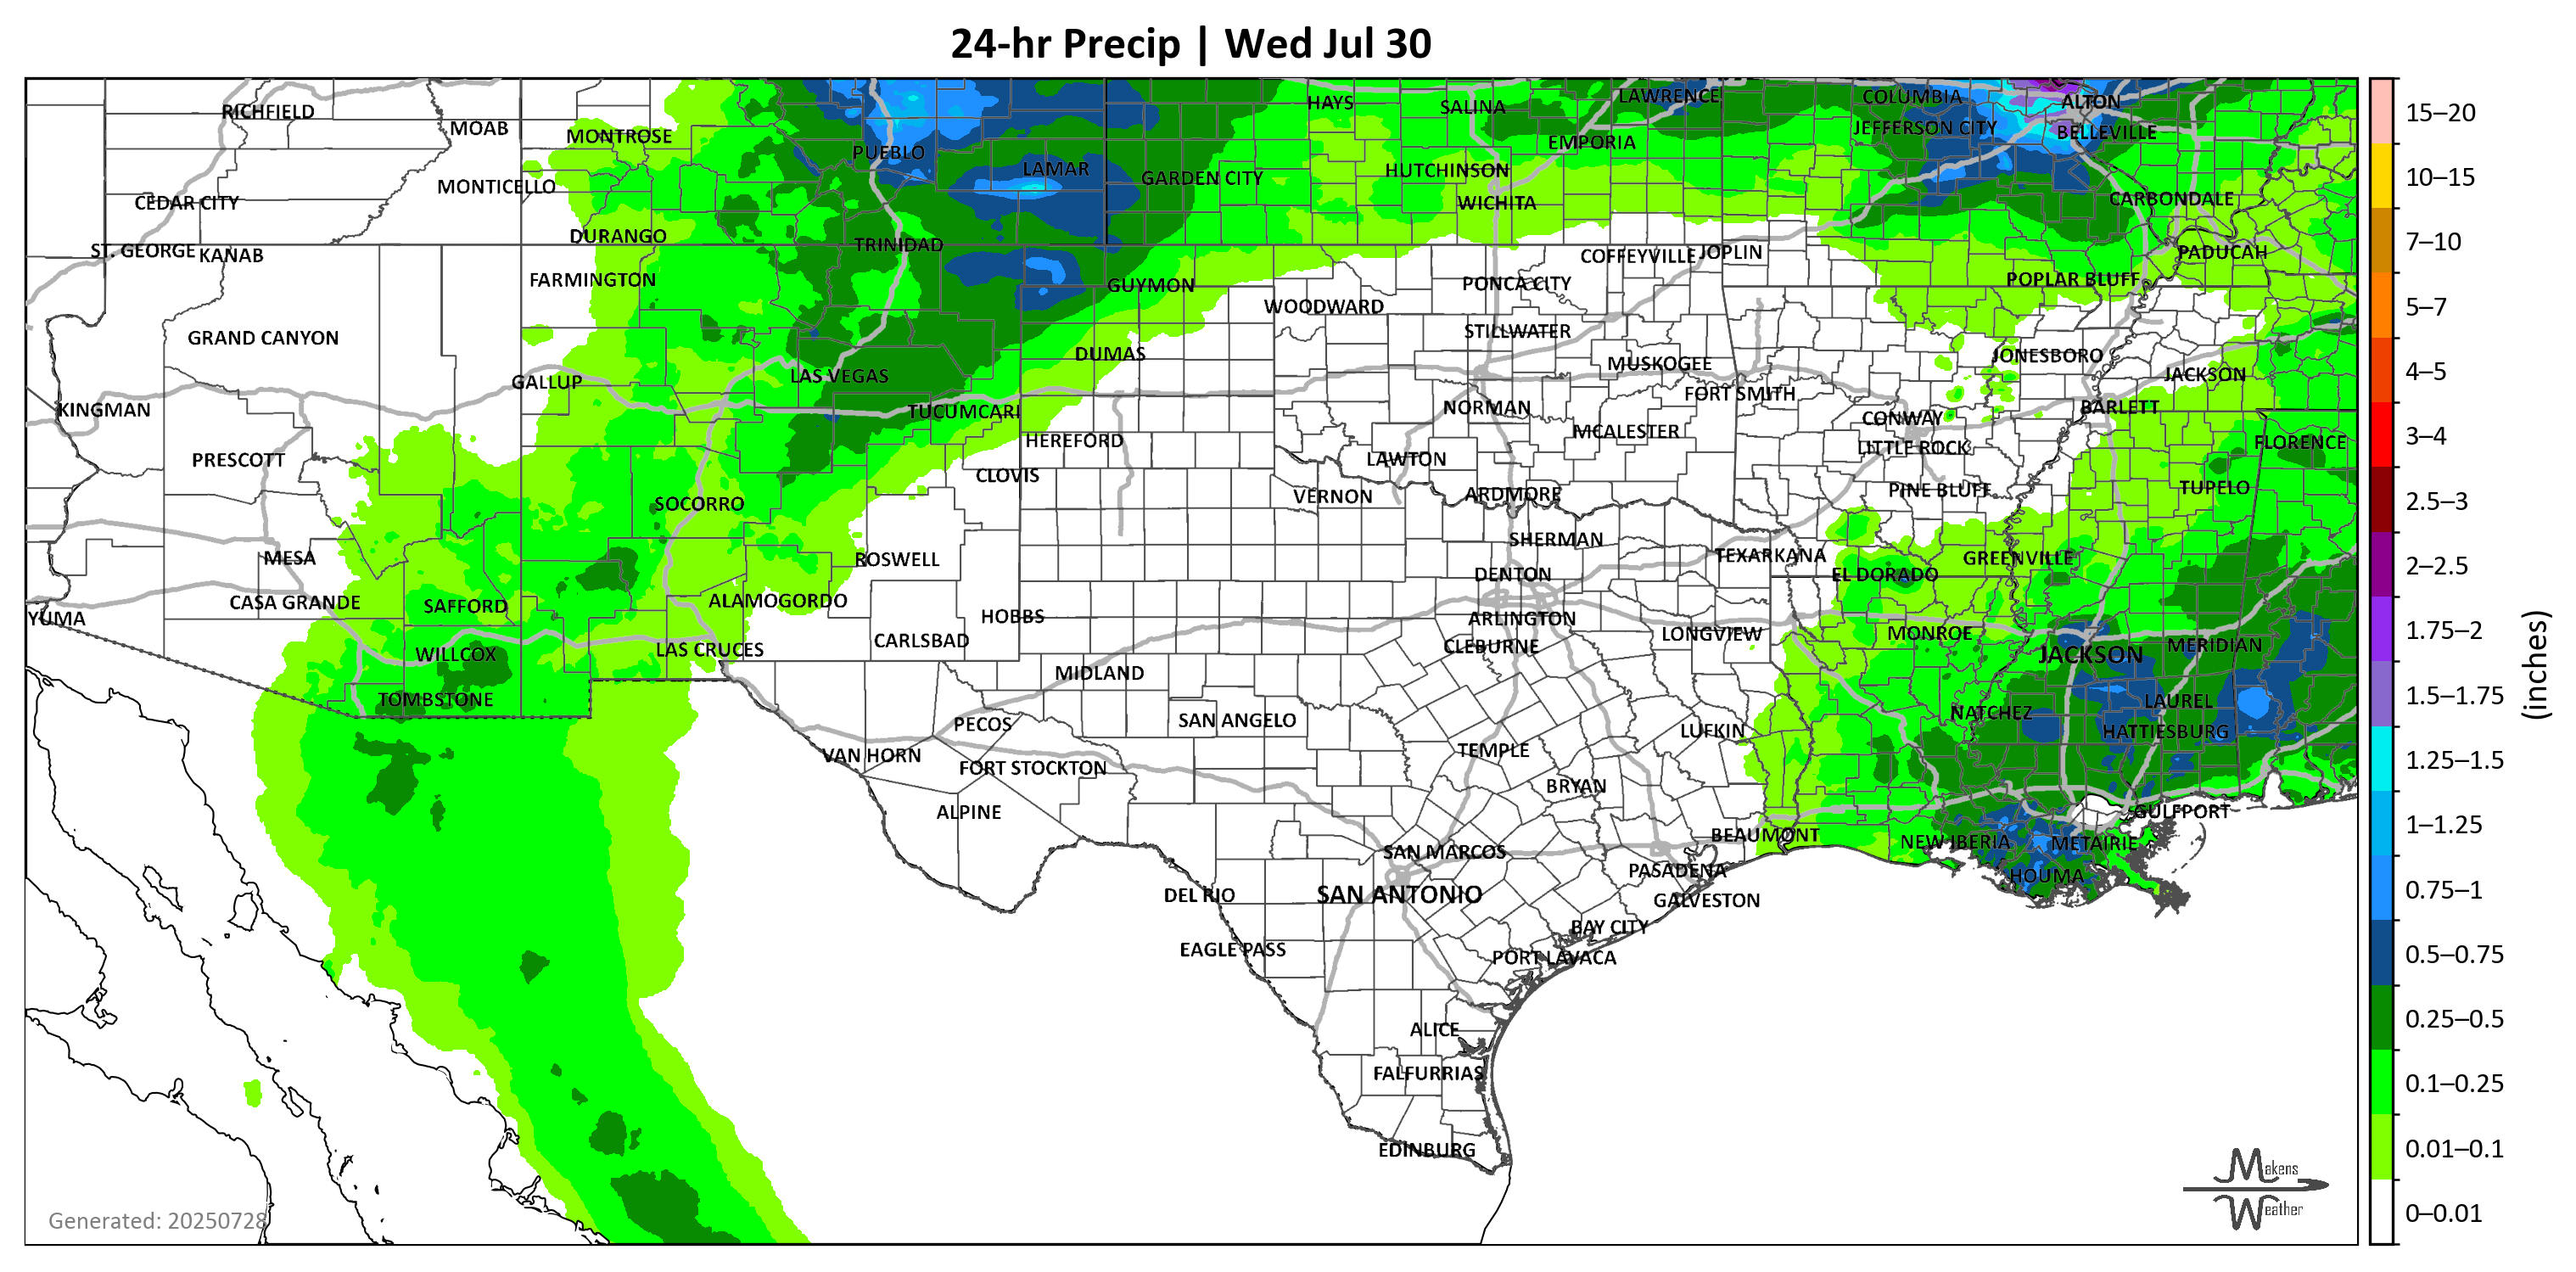 24-hr Precip | Wed Jul 30
RICHFIELD
MOAB
MONTROSE
PUEBLO
LAMAR
GARDEN CITY
HAYS
SALINA
LAWRENCE
EMPORIA
HUTCHINSON
WICHITA
COLUMBIA
JEFFERSON CITY
ALTON
BELLEVILLE
CARBONDALE
MONTICELLO
CEDAR CITY
ST. GEORGE
KANAB
DURANGO
TRINIDAD
FARMINGTON
GUYMON
COFFEYVILLE
JOPLIN
PONCA CITY
WOODWARD
POPLAR BLUFF
PADUCAH
GRAND CANYON
STILLWATER
DUMAS
MUSKOGEE
JONESBORO
JACKSON
GALLUP
LAS VEGAS
FORT SMITH
KINGMAN
TUCUMCARI
NORMAN
CONWAY
BARLETT
HEREFORD
MCALESTER
LITTLE ROCK
FLORENCE
PRESCOTT
CLOVIS
LAWTON
SOCORRO
VERNON
ARDMORE
PINE BLUFF
TUPELO
MESA
ROSWELL
SHERMAN
TEXARKANA
GREENVILLE
DENTON
EL DORADO
CASA GRANDE
SAFFORD
ALAMOGORDO
YUMA
HOBBS
ARLINGTON
CARLSBAD
CLEBURNE
LONGVIEW
MONROE
WILLCOX
LAS CRUCES
JACKSON
MERIDIAN
MIDLAND
TOMBSTONE
PECOS
SAN ANGELO
NATCHEZ
LAUREL
LUFKIN
HATTIESBURG
VAN HORN
FORT STOCKTON
TEMPLE
BRYAN
ALPINE
GULFPORT
BEAUMONT
NEW IBERIA
METAIRIE
SAN MARCOS
PASADENA
HOUMA
DEL RIO
SAN ANTONIO
GALVESTON
BAY CITY
EAGLE PASS
PORT LAVACA
ALICE
FALFURRIAS
EDINBURG
Generated: 20250728
Makens
Weather
15–20
10–15
7–10
5–7
4–5
3–4
2.5–3
2–2.5
1.75–2
1.5–1.75
1.25–1.5
1–1.25
0.75–1
0.5–0.75
0.25–0.5
0.1–0.25
0.01–0.1
0–0.01
(inches)